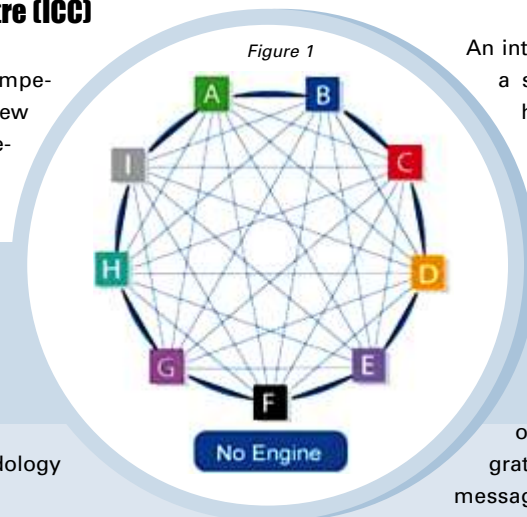 tre (ICC)
Figure 1
An int
mpe-
a s
ew
h
e-
A
B
I
C
H
D
G
E
F
No Engine
o
dology
grat
messag